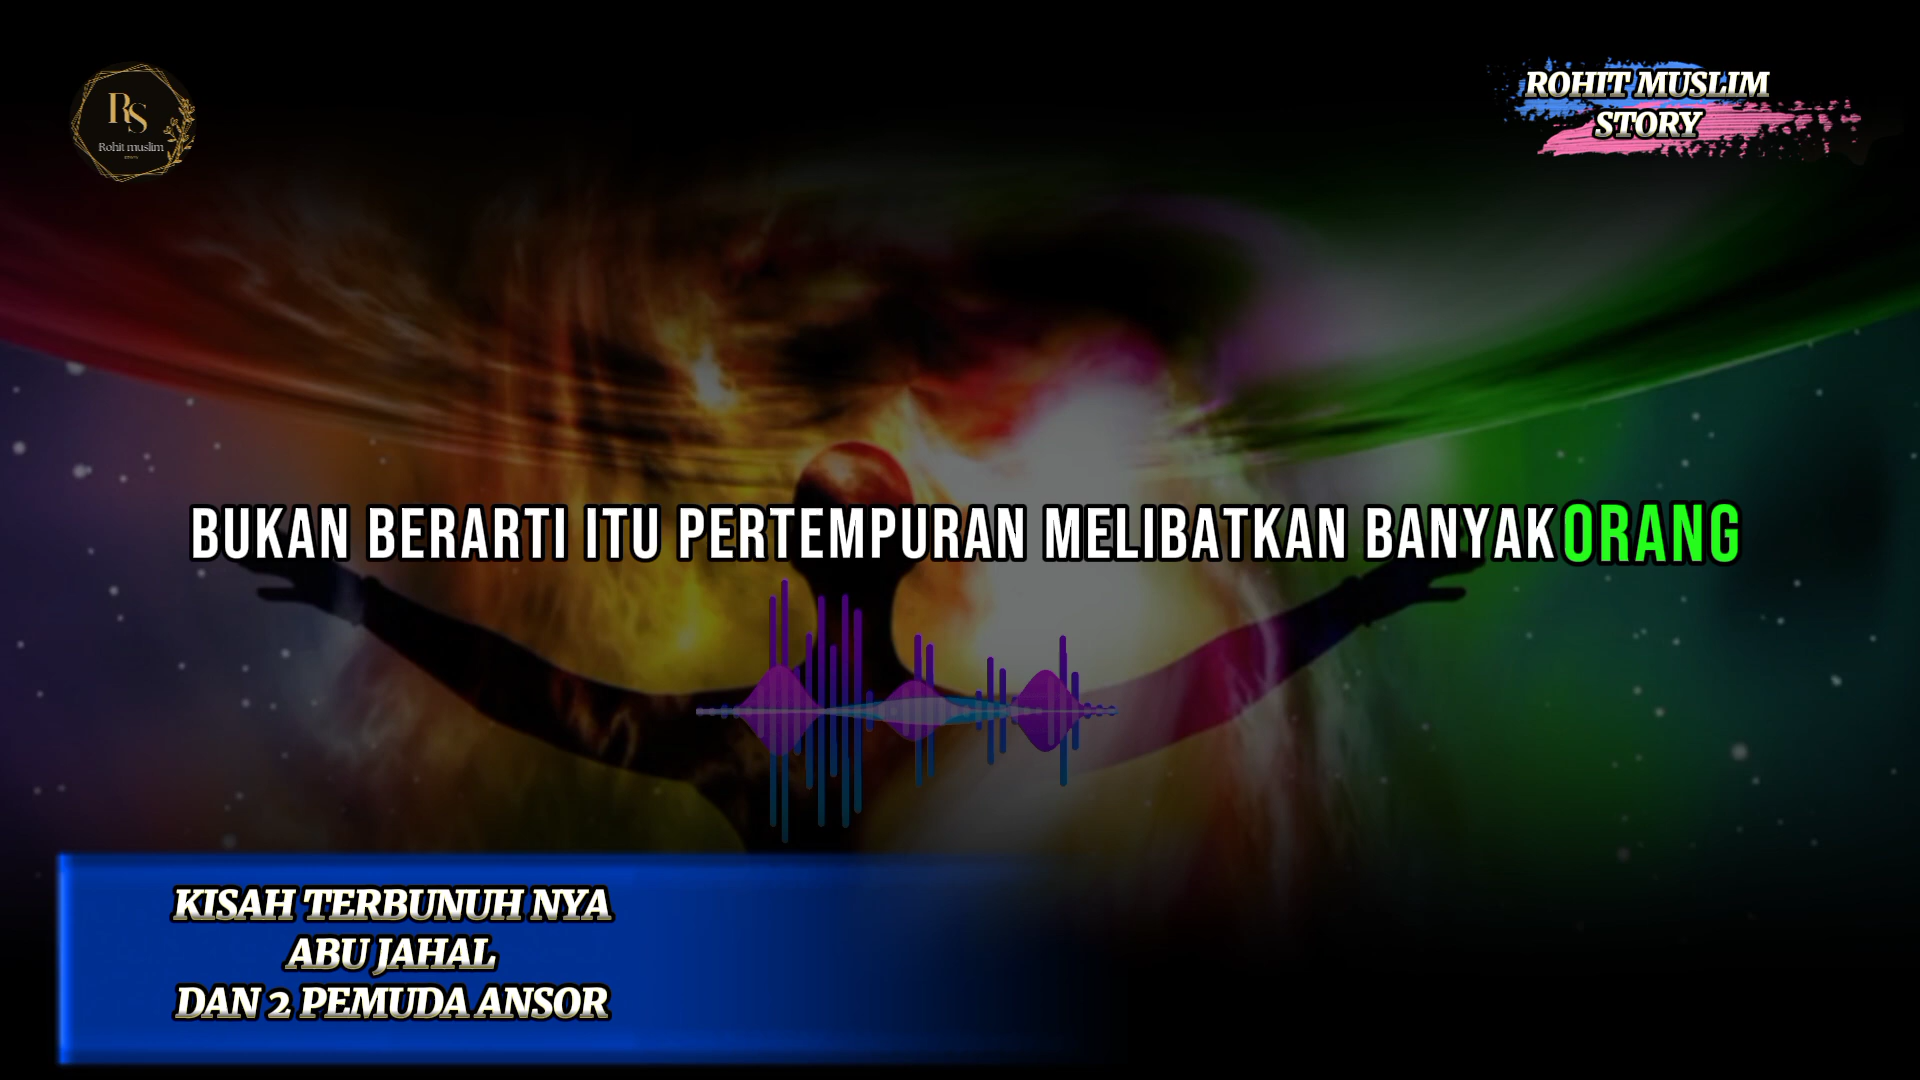 RS
Rohit muslim
ROHIT MUSLIM
STORY
BUKAN BERARTI ITU PERTEMPURAN MELIBATKAN BANYAK ORANG
KISAH TERBUNUH NYA
ABU JAHAL
DAN 2 PEMUDA ANSOR